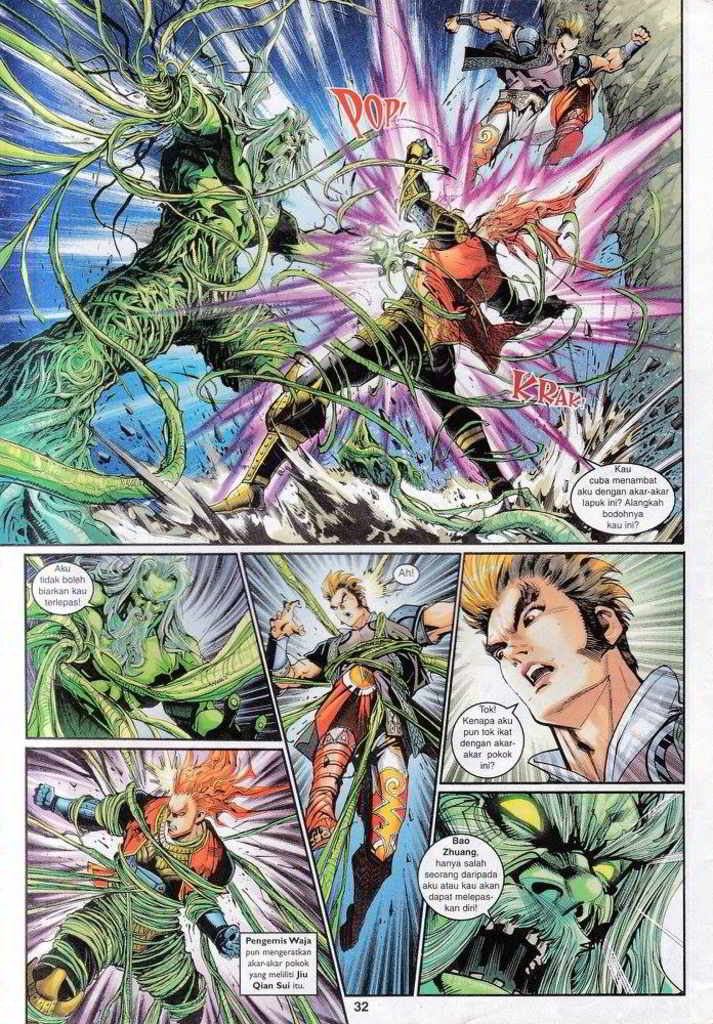 POP!
KRAK
Kau
cuba menambat
aku dengan akar-akar
lapuk ini? Alangkah
bodohnya
kau ini?
Aku
tidak boleh
biarkan kau
terlepas!
Ah!
Tok!
Kenapa aku
pun tok ikat
dengan akar-
akar pokok
ini?
Pengemis Waja
pun mengeratkan
akar-akar pokok
yang meliliti Jiu
Qian Sui itu.
Bao
Zhuang,
hanya salah
seorang daripada
aku atau kau akan
dapat melepas-
kan diri!
32